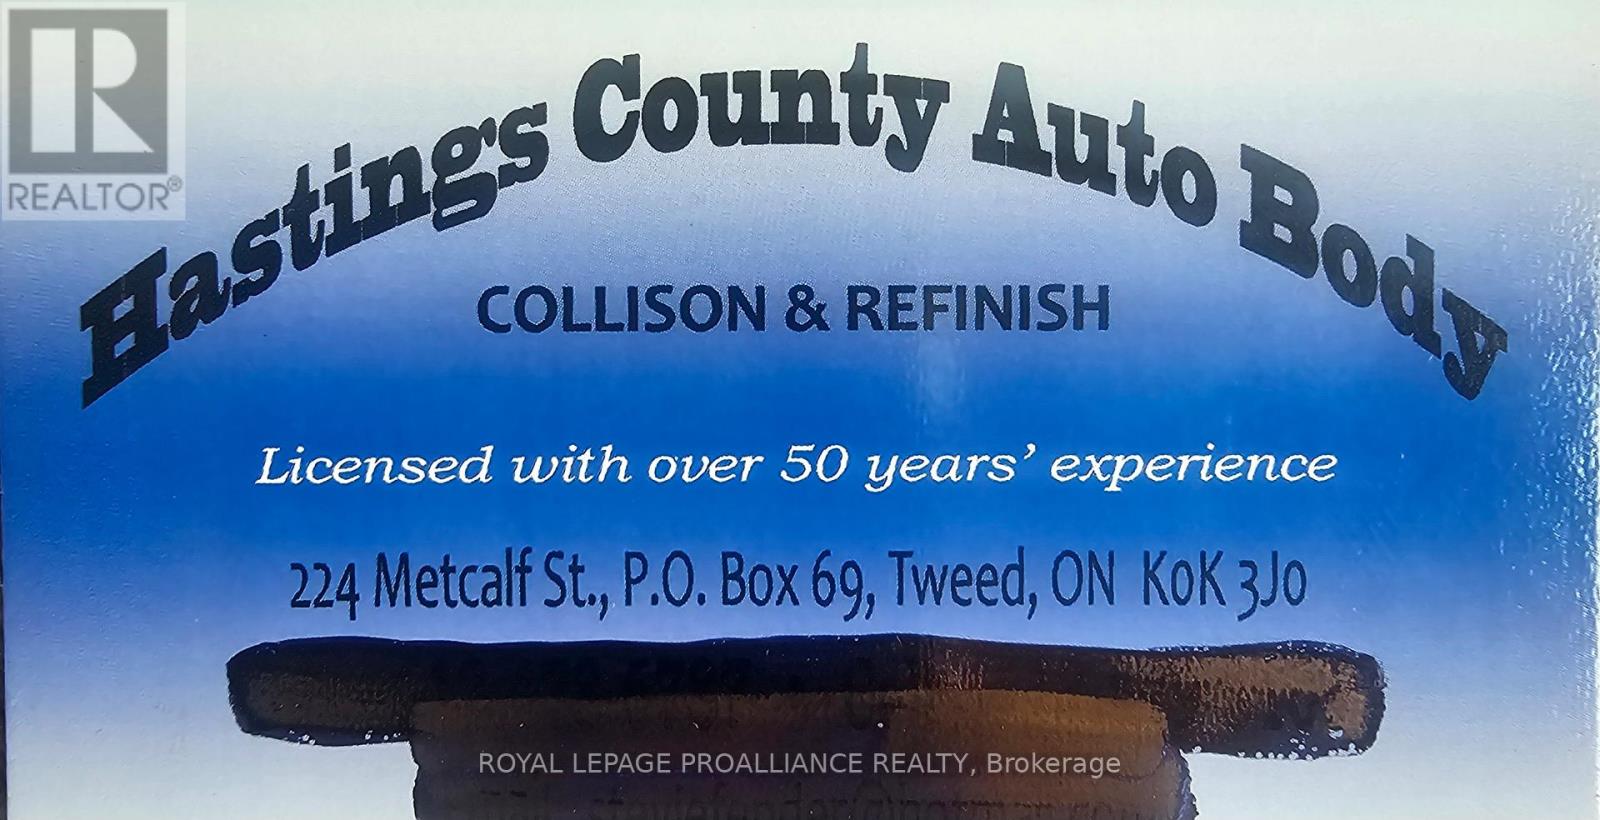 REALTOR®
Hastings County Auto Body
COLLISON & REFINISH
Licensed with over 50 years' experience
224 Metcalf St., P.O. Box 69, Tweed, ON K0K 3J0
ROYAL LEPAGE PROALLIANCE REALTY, Brokerage